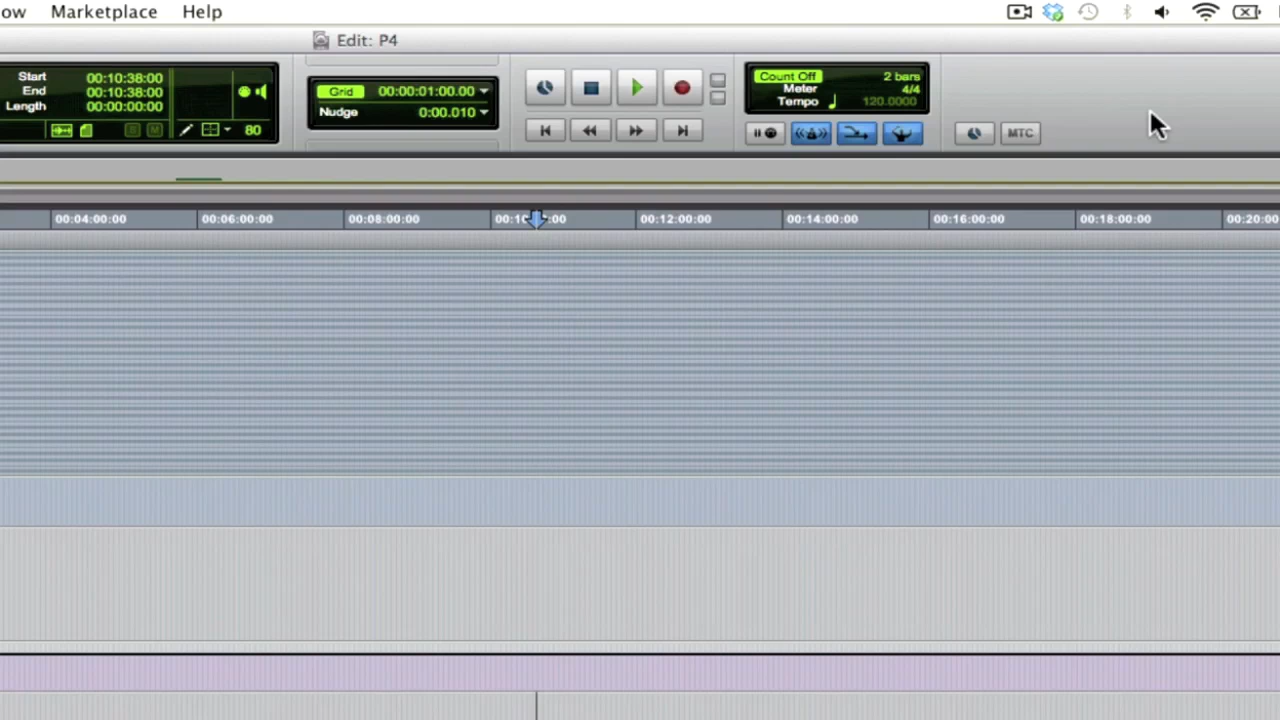 ow Marketplace Help
Edit: P4
Start 00:10:38:00
End 00:10:38:00
Length 00:00:00:00
80
Grid 00:00:01:00.00
Nudge 0:00.010
Count Off 2 bars
Meter 4/4
Tempo 120.0000
MTC
00:04:00:00 00:06:00:00 00:08:00:00 00:12:00:00 00:14:00:00 00:16:00:00 00:18:00:00 00:20:00